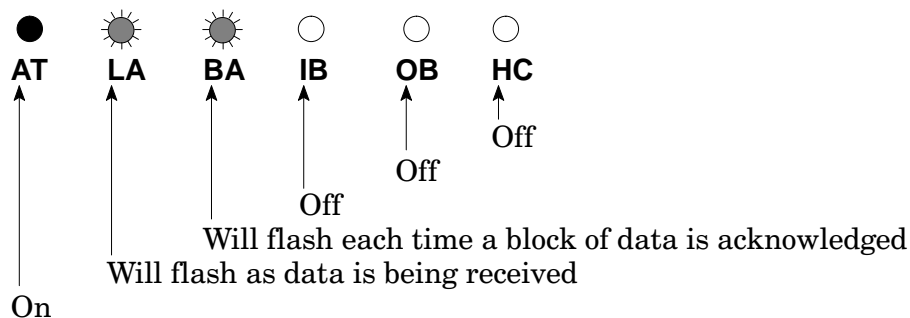 AT LA BA IB OB HC
Off
Off
Off
Will flash each time a block of data is acknowledged
Will flash as data is being received
On